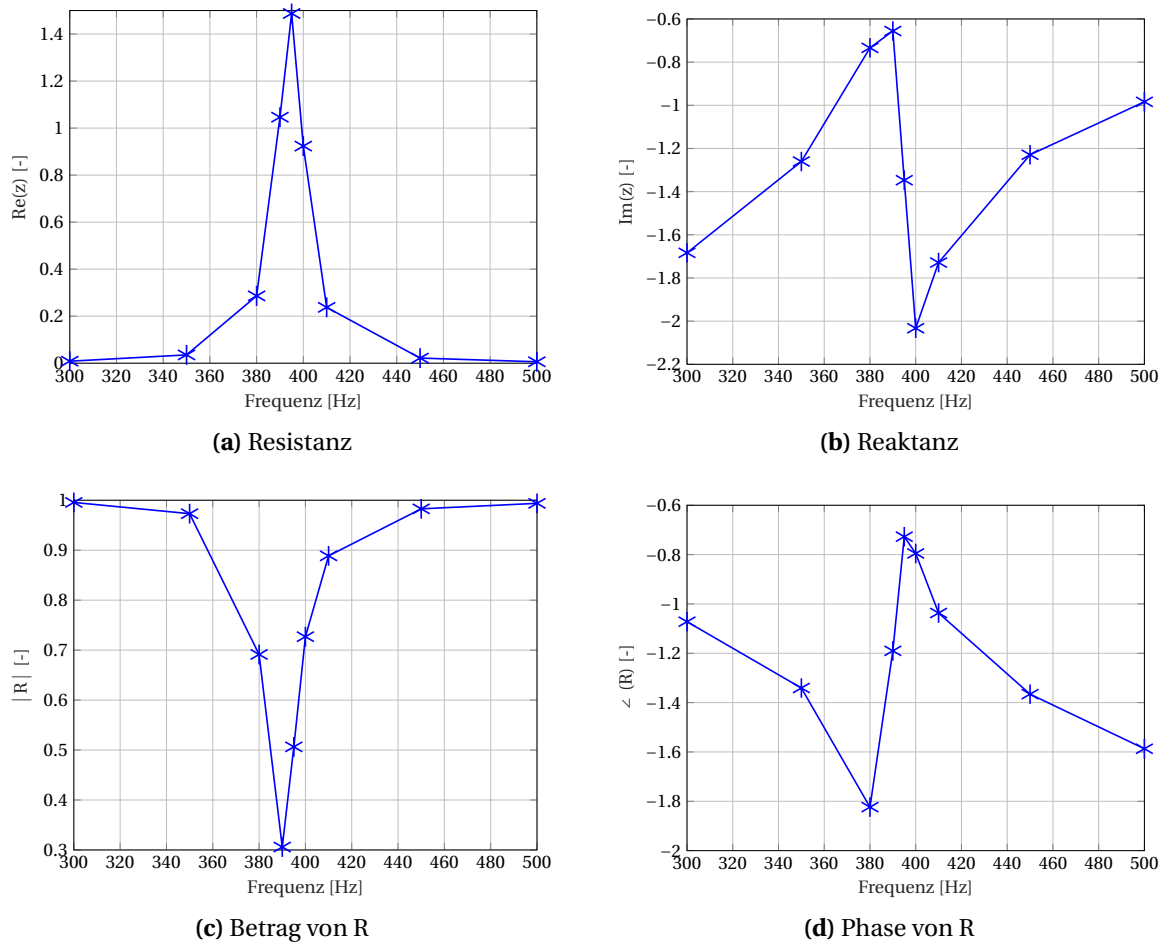 1.4
1.2
1
0.8
0.6
0.4
0.2
0
Re(z) [-]
300 320 340 360 380 400 420 440 460 480 500
Frequenz [Hz]
(a) Resistanz
−0.6
−0.8
−1
−1.2
−1.4
−1.6
−1.8
−2
−2.2
Im(z) [-]
300 320 340 360 380 400 420 440 460 480 500
Frequenz [Hz]
(b) Reaktanz
1
0.9
0.8
0.7
0.6
0.5
0.4
0.3
|R| [-]
300 320 340 360 380 400 420 440 460 480 500
Frequenz [Hz]
(c) Betrag von R
−0.6
−0.8
−1
−1.2
−1.4
−1.6
−1.8
−2
∠ (R) [-]
300 320 340 360 380 400 420 440 460 480 500
Frequenz [Hz]
(d) Phase von R